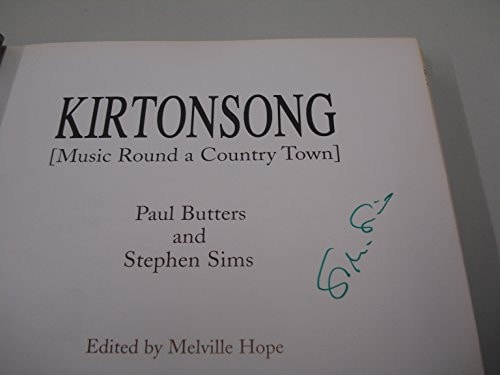 KIRTONSONG
[Music Round a Country Town]
Paul Butters
and
Stephen Sims
Edited by Melville Hope